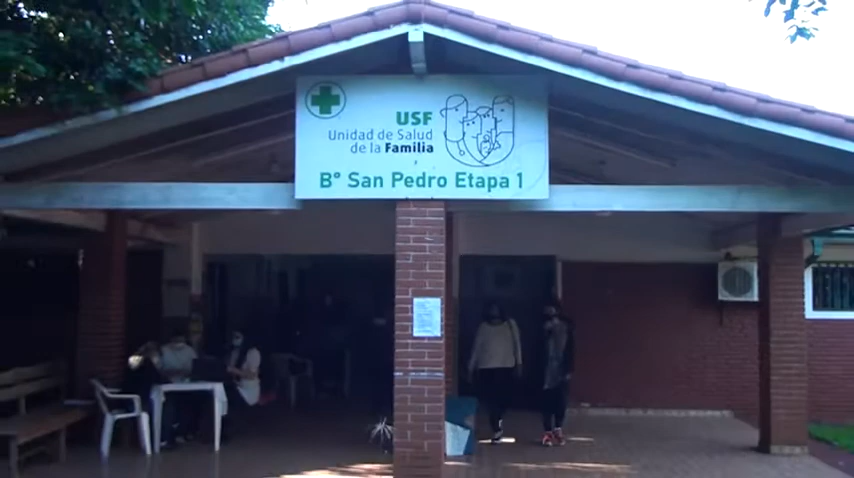 USF
Unidad de Salud
de la Familia
B° San Pedro Etapa 1